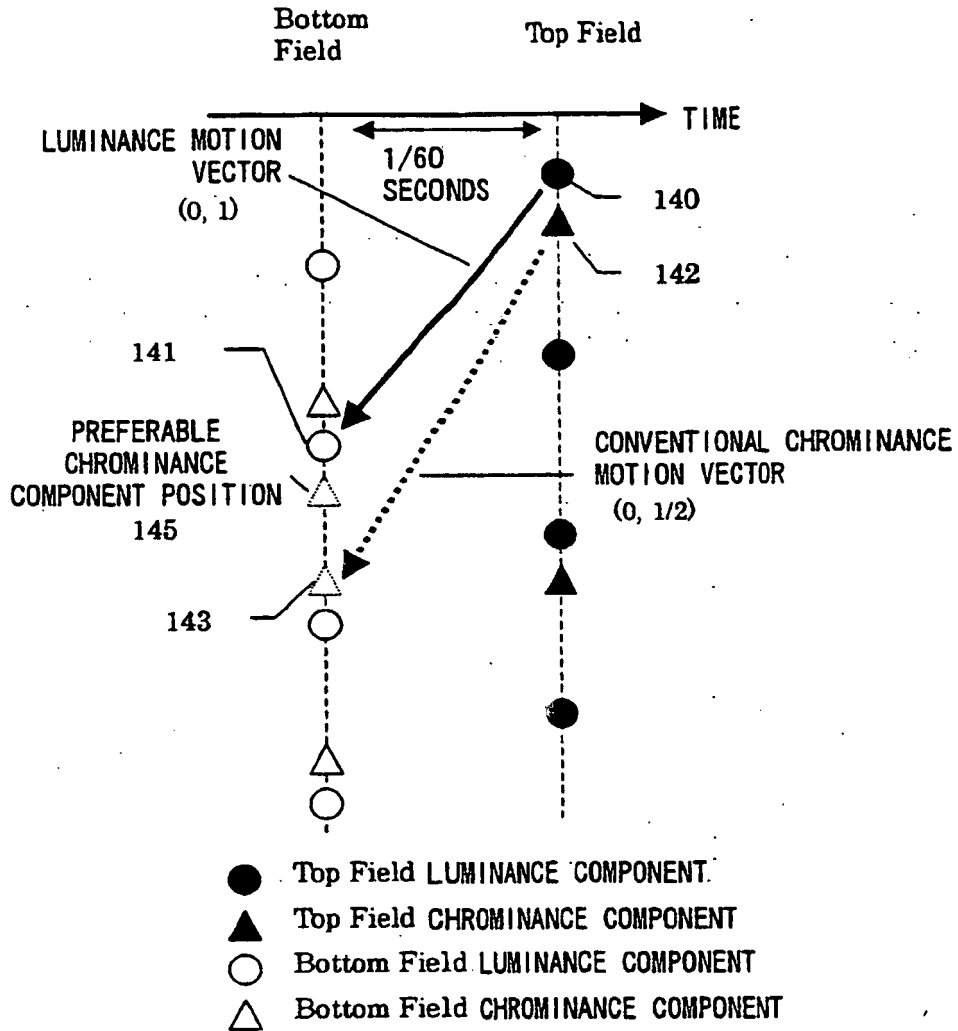 Bottom
Field
Top Field
TIME
LUMINANCE MOTION
VECTOR
(0, 1)
1/60
SECONDS
140
142
141
PREFERABLE
CHROMINANCE
COMPONENT POSITION
145
CONVENTIONAL CHROMINANCE
MOTION VECTOR
(0, 1/2)
143
Top Field LUMINANCE COMPONENT
Top Field CHROMINANCE COMPONENT
Bottom Field LUMINANCE COMPONENT
Bottom Field CHROMINANCE COMPONENT